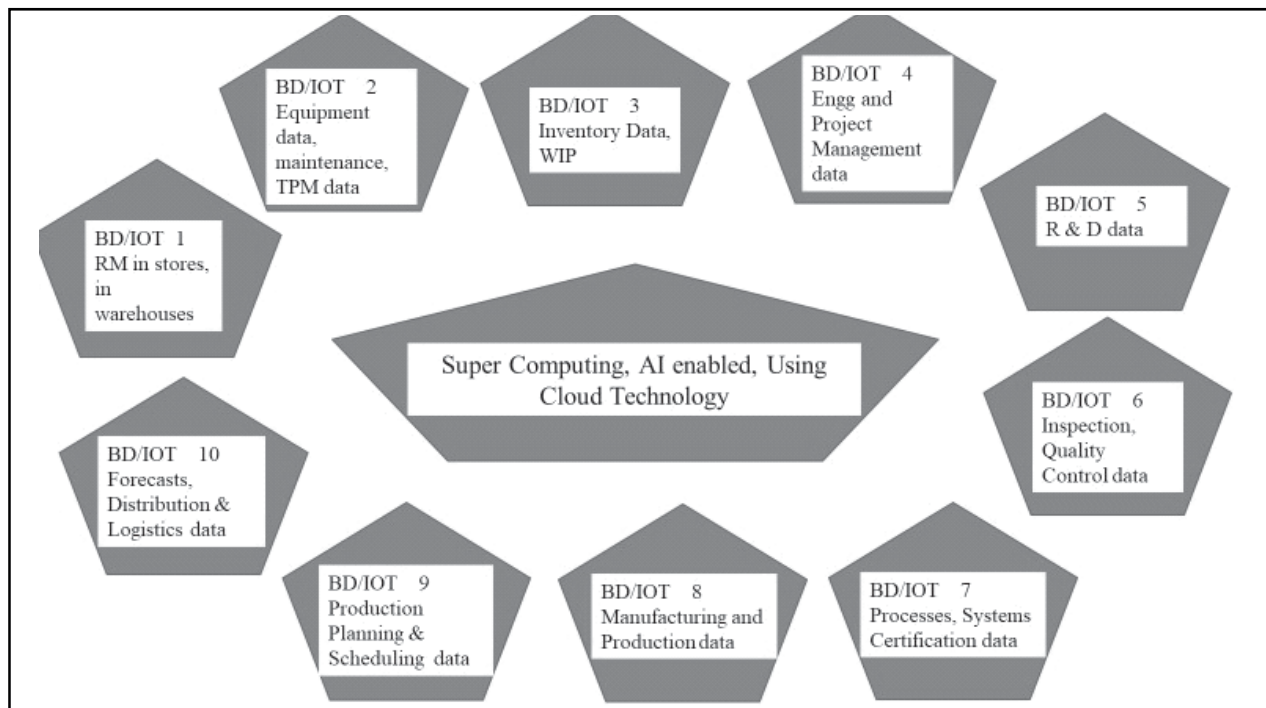 BD/IOT 1
RM in stores,
in
warehouses
BD/IOT 2
Equipment
data,
maintenance,
TPM data
BD/IOT 3
Inventory Data,
WIP
BD/IOT 4
Engg and
Project
Management
data
BD/IOT 5
R & D data
BD/IOT 6
Inspection,
Quality
Control data
BD/IOT 7
Processes, Systems
Certification data
BD/IOT 8
Manufacturing and
Production data
BD/IOT 9
Production
Planning &
Scheduling data
BD/IOT 10
Forecasts,
Distribution &
Logistics data
Super Computing, AI enabled, Using
Cloud Technology